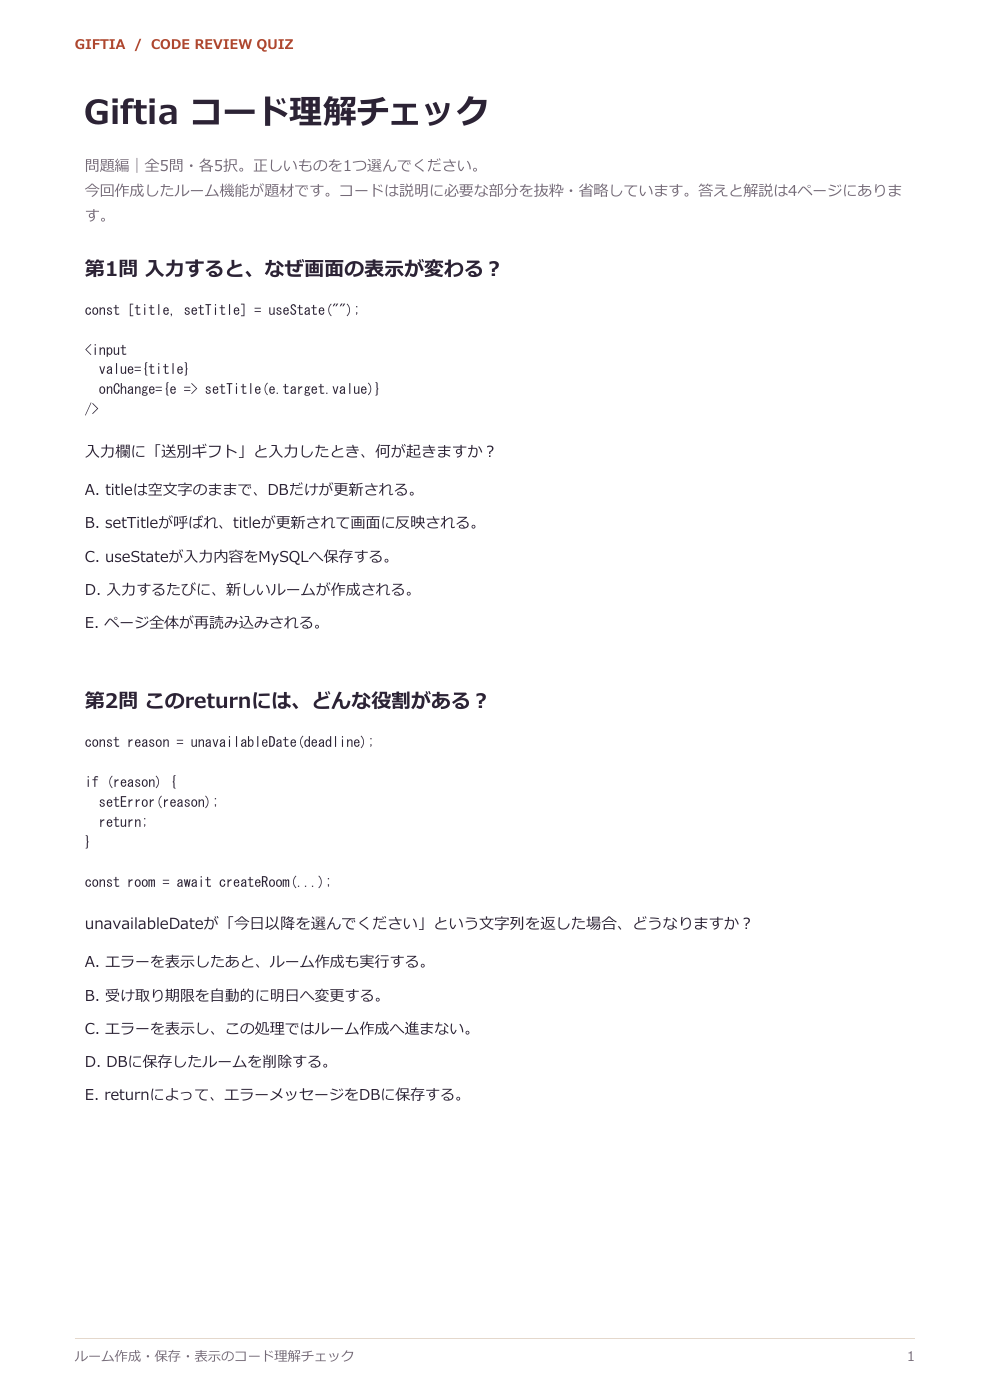 GIFTIA / CODE REVIEW QUIZ
Giftia コード理解チェック
問題編｜全5問・各5択。正しいものを1つ選んでください。
今回作成したルーム機能が題材です。コードは説明に必要な部分を抜粋・省略しています。答えと解説は4ページにありま
す。
第1問 入力すると、なぜ画面の表示が変わる？
const [title, setTitle] = useState("");
<input
  value={title}
  onChange={e => setTitle(e.target.value)}
/>
入力欄に「送別ギフト」と入力したとき、何が起きますか？
A. titleは空文字のままで、DBだけが更新される。
B. setTitleが呼ばれ、titleが更新されて画面に反映される。
C. useStateが入力内容をMySQLへ保存する。
D. 入力するたびに、新しいルームが作成される。
E. ページ全体が再読み込みされる。
第2問 このreturnには、どんな役割がある？
const reason = unavailableDate(deadline);
if (reason) {
  setError(reason);
  return;
}
const room = await createRoom(...);
unavailableDateが「今日以降を選んでください」という文字列を返した場合、どうなりますか？
A. エラーを表示したあと、ルーム作成も実行する。
B. 受け取り期限を自動的に明日へ変更する。
C. エラーを表示し、この処理ではルーム作成へ進まない。
D. DBに保存したルームを削除する。
E. returnによって、エラーメッセージをDBに保存する。
ルーム作成・保存・表示のコード理解チェック
1